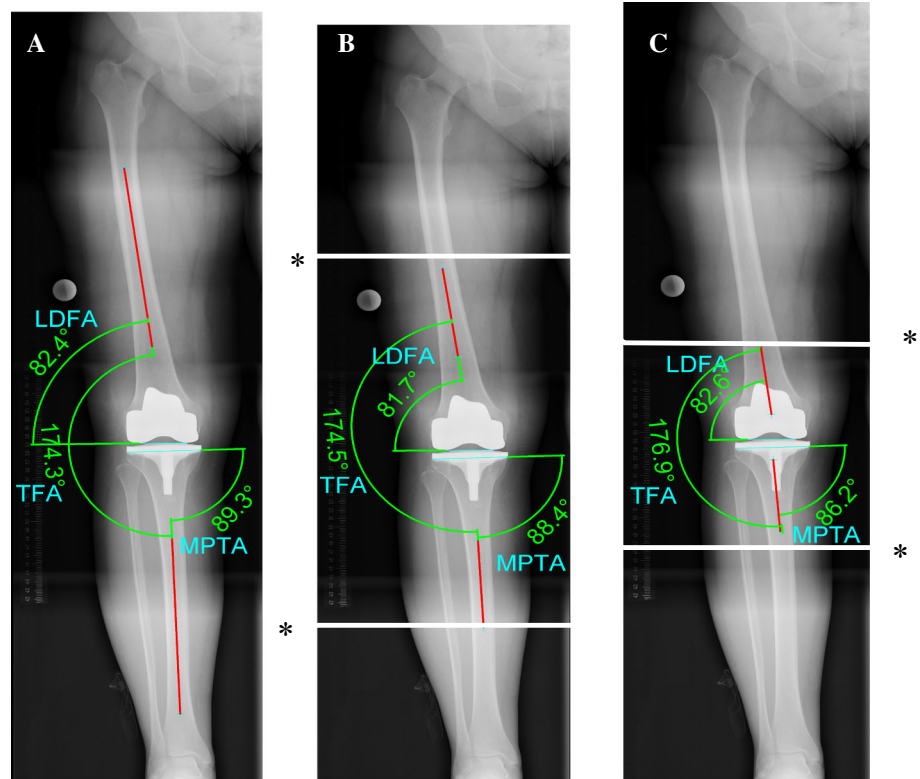 A
LDFA
82.4°
174.3°
TFA
89.3°
MPTA
*
*
B
LDFA
81.7°
174.5°
TFA
88.4°
MPTA
C
LDFA
82.6
176.9°
TFA
86.2°
MPTA
*
*